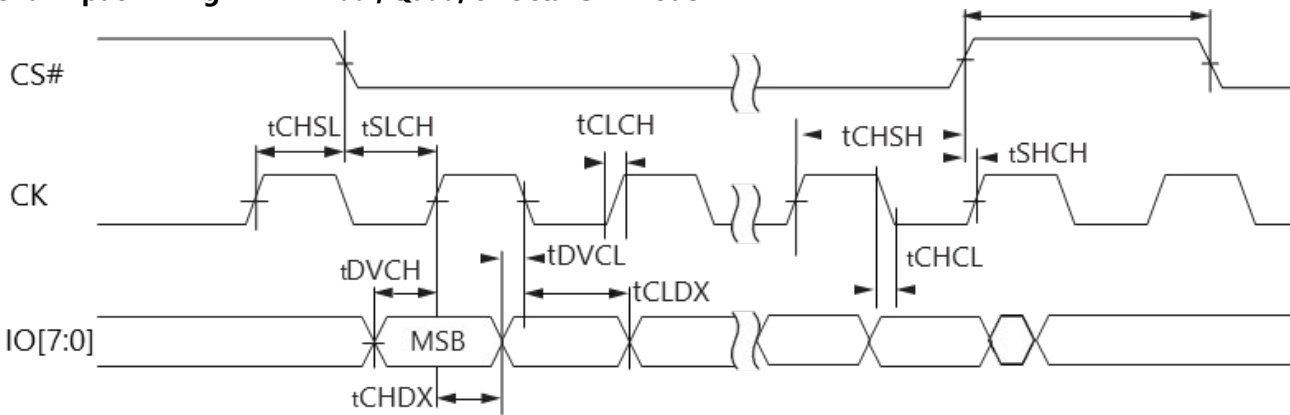 CS#
tCHSL tSLCH
tCLCH
tCHSH
tSHCH
CK
tDVCH
tDVCL
tCHCL
tCLDX
IO[7:0]
MSB
tCHDX